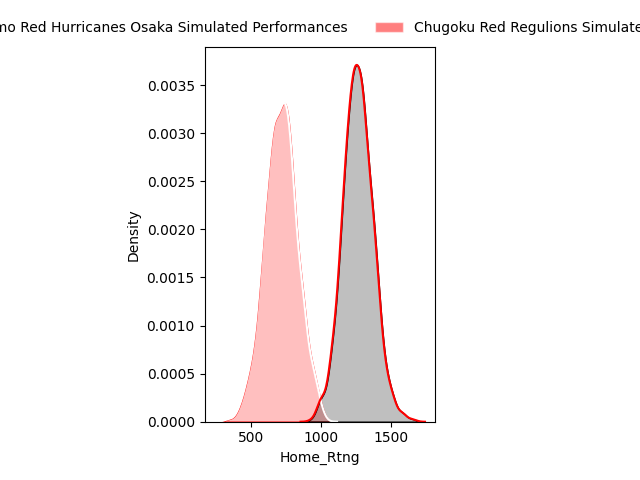 mo Red Hurricanes Osaka Simulated Performances
Chugoku Red Regulions Simulate
0.0035
0.0030
0.0025
0.0020
0.0015
0.0010
0.0005
0.0000
Density
500 1000 1500
Home_Rtng